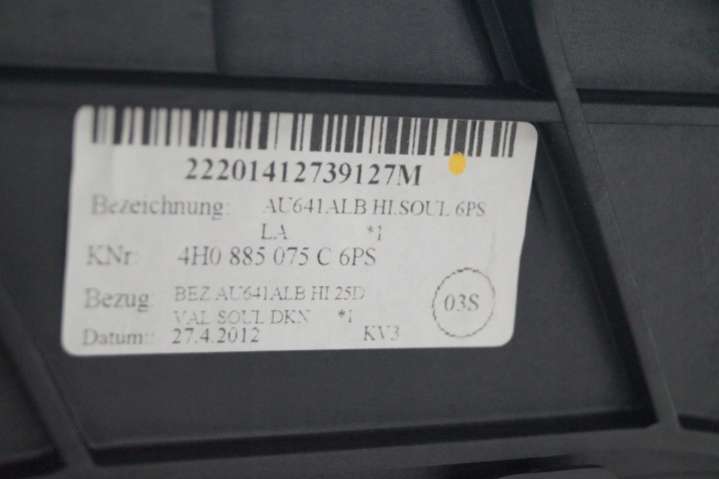 22201412739127M
Bezeichnung: AU641ALB HI.SOUL 6PS
LA *1
KNr: 4H0 885 075 C 6PS
Bezug: BEZ AU641ALB HI 25D
VAL SOUL DKN *1
03S
Datum:: 27.4.2012 KV3